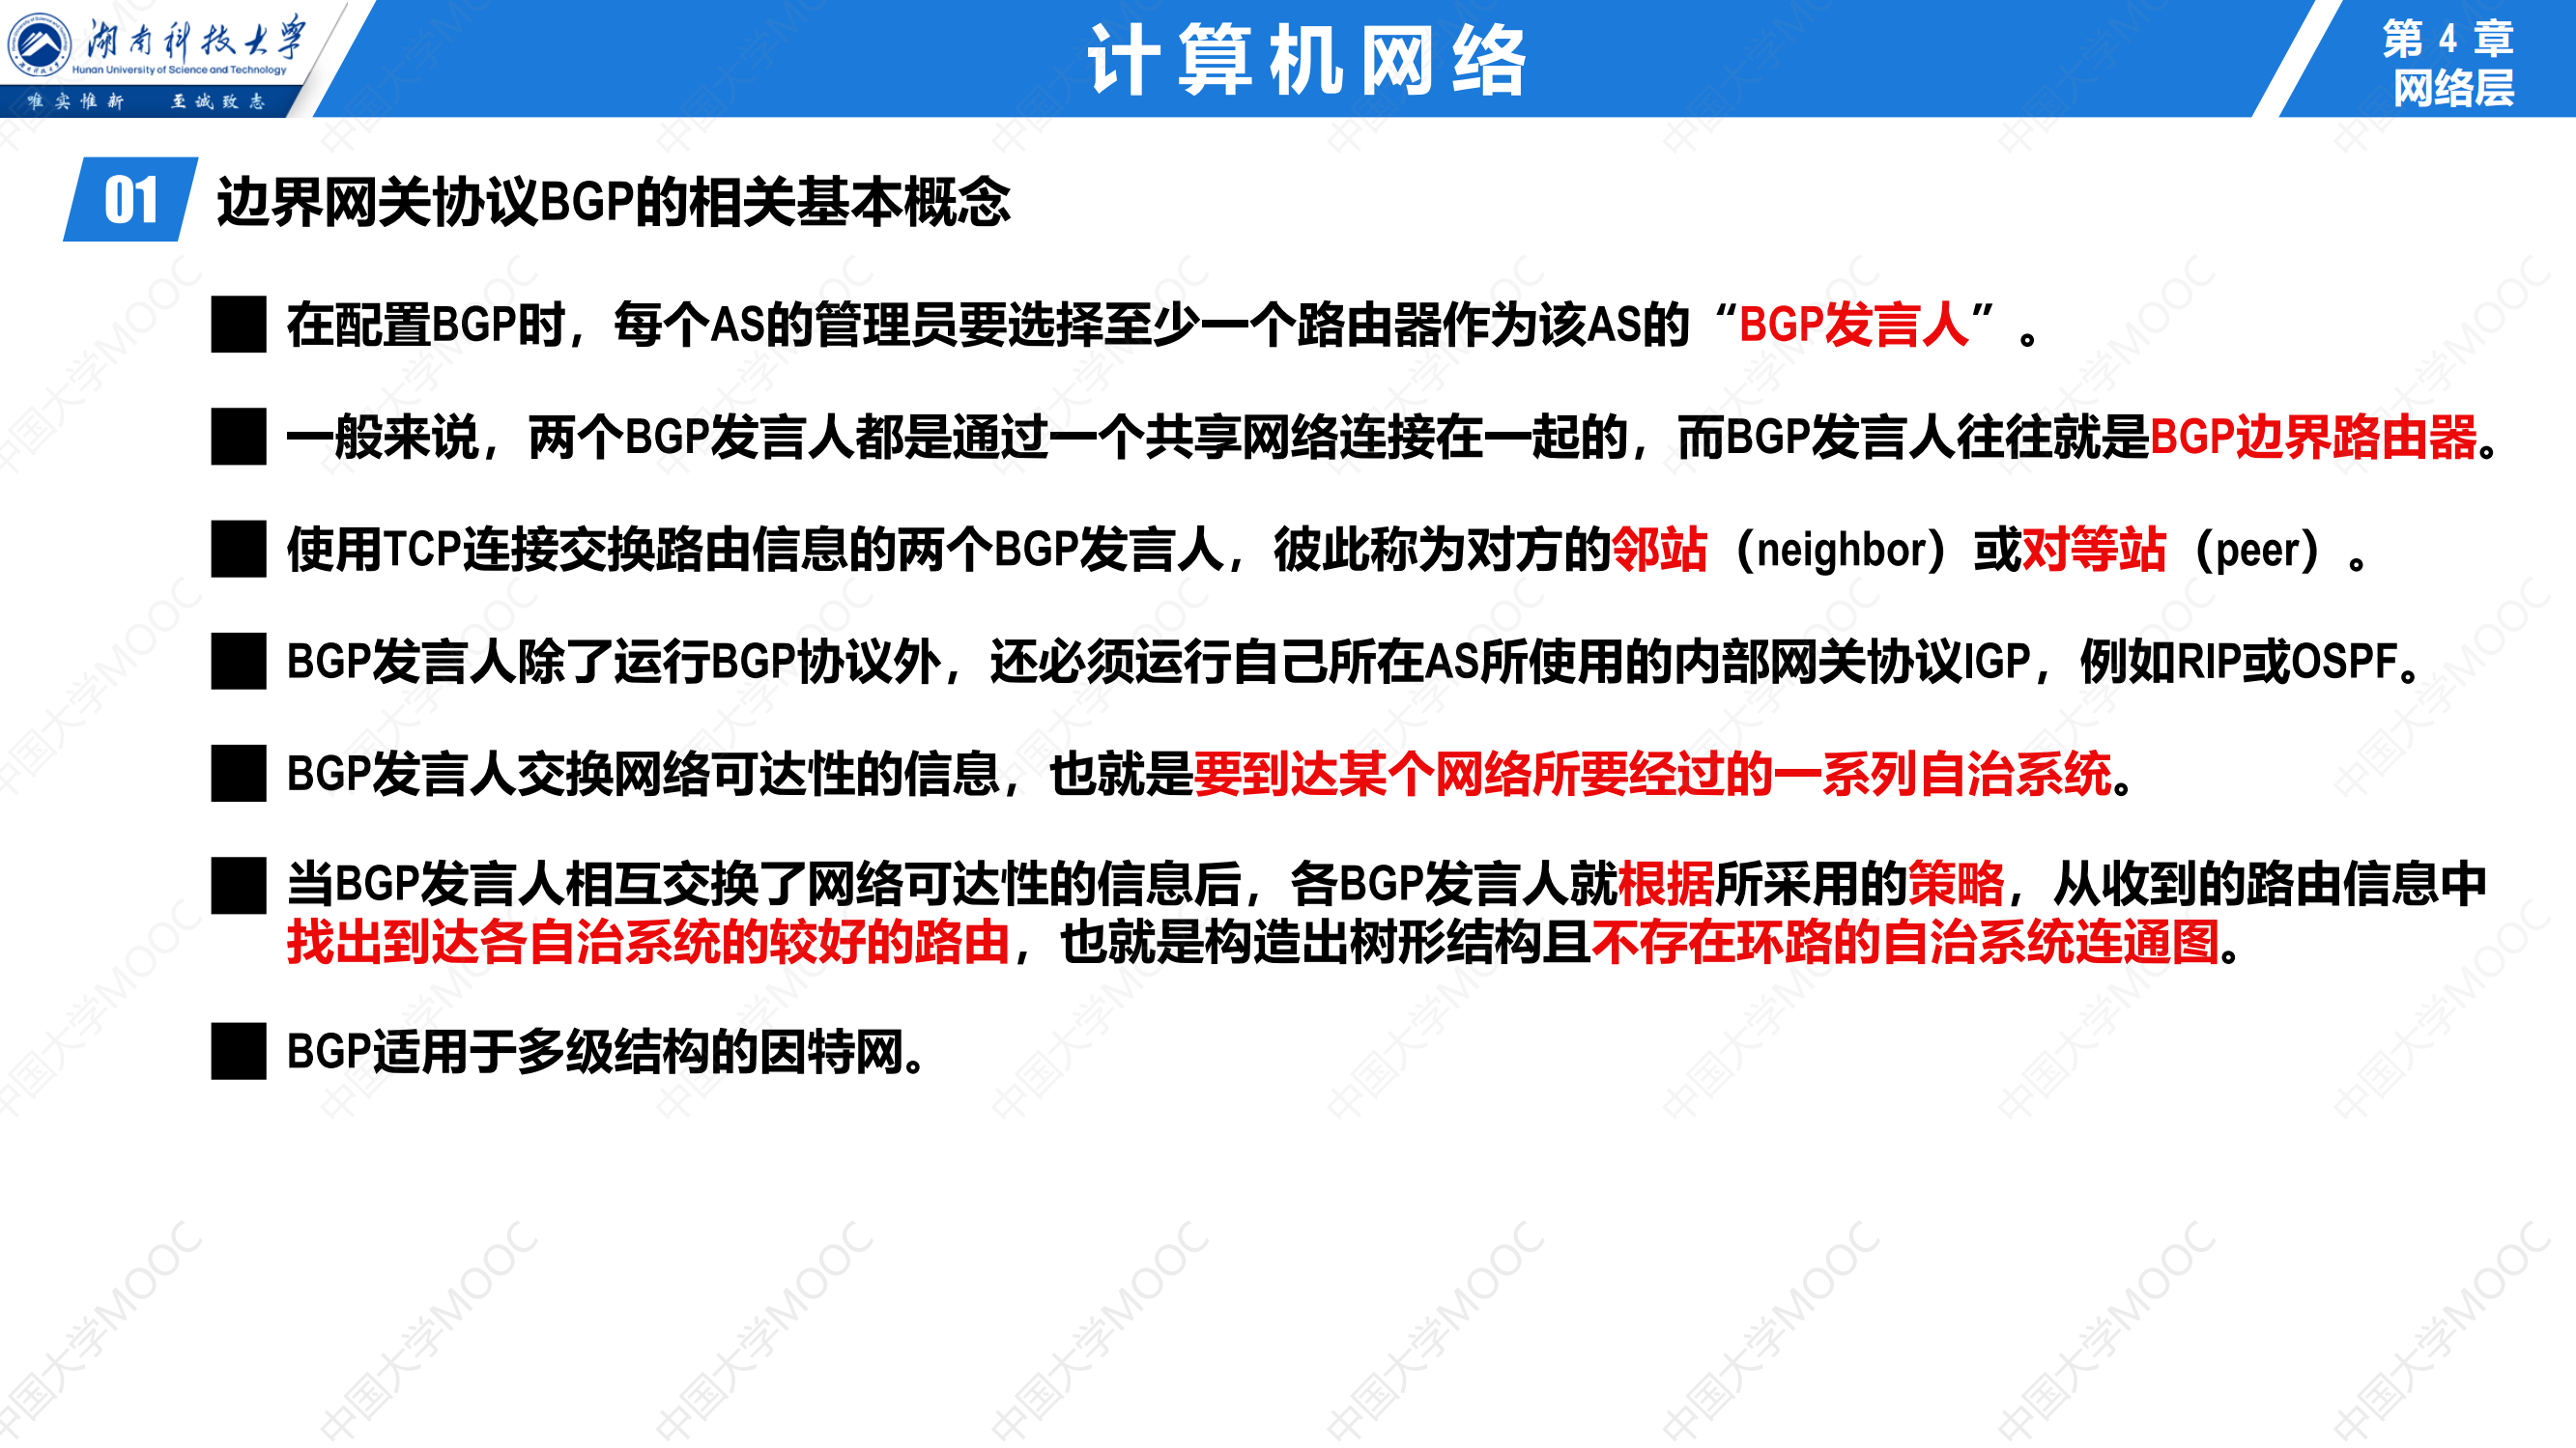 湖南科技大学
Hunan University of Science and Technology
唯实惟新 至诚致志
计算机网络
第 4 章
网络层
01 边界网关协议BGP的相关基本概念
在配置BGP时，每个AS的管理员要选择至少一个路由器作为该AS的“BGP发言人”。
一般来说，两个BGP发言人都是通过一个共享网络连接在一起的，而BGP发言人往往就是BGP边界路由器。
使用TCP连接交换路由信息的两个BGP发言人，彼此称为对方的邻站（neighbor）或对等站（peer）。
BGP发言人除了运行BGP协议外，还必须运行自己所在AS所使用的内部网关协议IGP，例如RIP或OSPF。
BGP发言人交换网络可达性的信息，也就是要到达某个网络所要经过的一系列自治系统。
当BGP发言人相互交换了网络可达性的信息后，各BGP发言人就根据所采用的策略，从收到的路由信息中
找出到达各自治系统的较好的路由，也就是构造出树形结构且不存在环路的自治系统连通图。
BGP适用于多级结构的因特网。
中国大学MOOC